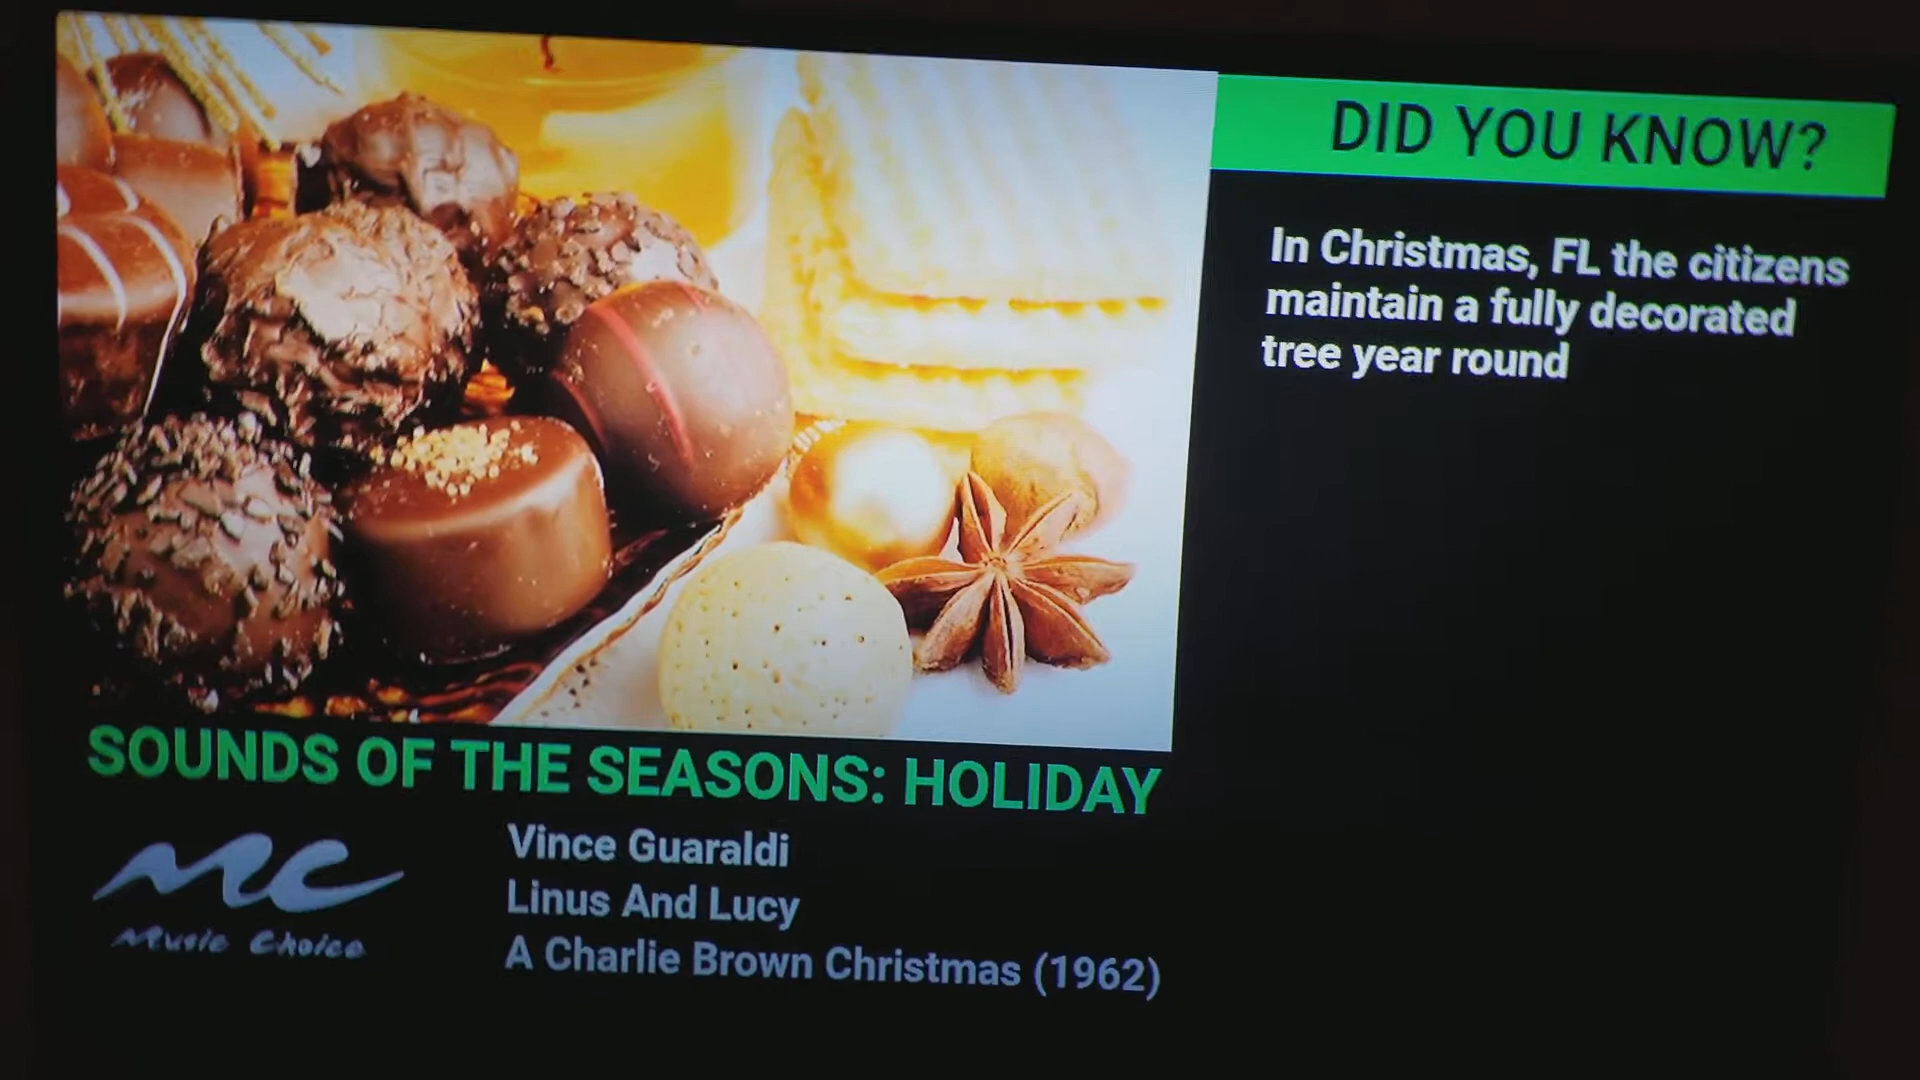 DID YOU KNOW?
In Christmas, FL the citizens
maintain a fully decorated
tree year round
SOUNDS OF THE SEASONS: HOLIDAY
MC
Music Choice
Vince Guaraldi
Linus And Lucy
A Charlie Brown Christmas (1962)